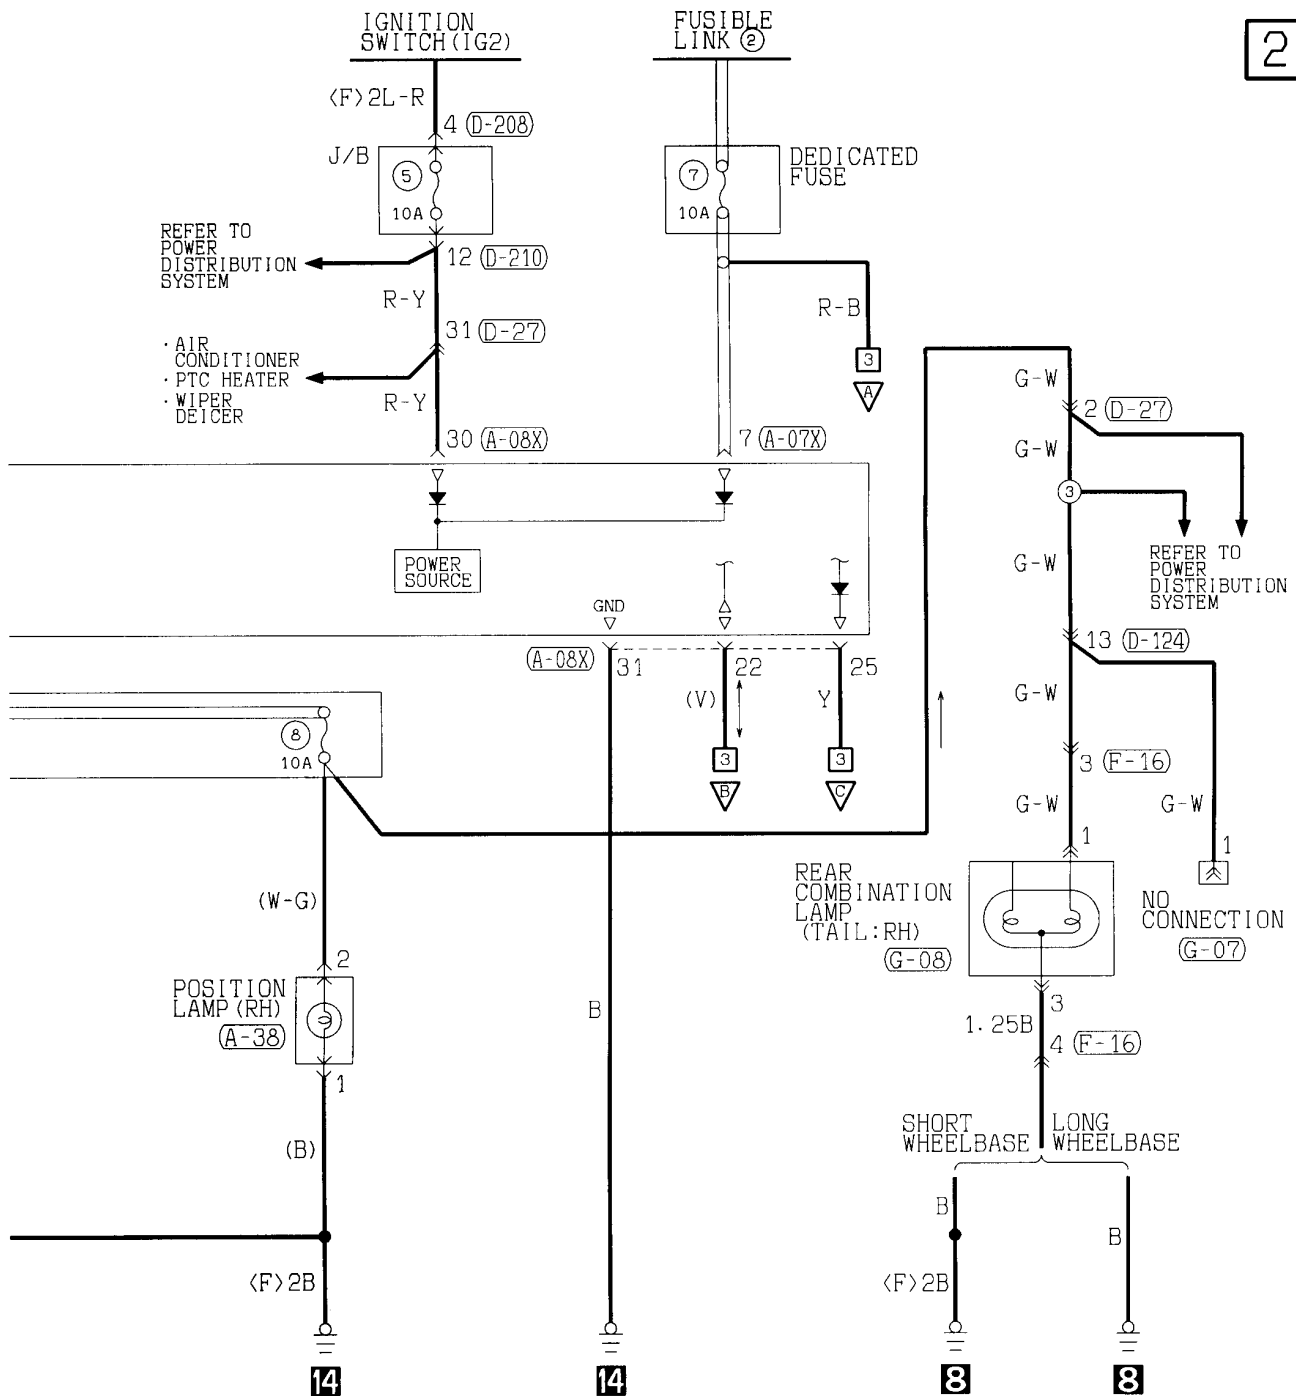 IGNITION
SWITCH(IG2)
FUSIBLE
LINK ②
2
⟨F⟩2L-R
4 (D-208)
J/B
5
10A
7
10A
DEDICATED
FUSE
REFER TO
POWER
DISTRIBUTION
SYSTEM
12 (D-210)
R-Y
31 (D-27)
R-B
3
A
· AIR
CONDITIONER
· PTC HEATER
· WIPER
DEICER
R-Y
30 (A-08X)
7 (A-07X)
G-W
2 (D-27)
G-W
3
POWER
SOURCE
G-W
REFER TO
POWER
DISTRIBUTION
SYSTEM
GND
(A-08X) 31
22
25
13 (D-124)
(V)
Y
G-W
3
B
3
C
8
10A
3 (F-16)
G-W
G-W
1
1
(W-G)
REAR
COMBINATION
LAMP
(TAIL:RH)
(G-08)
NO
CONNECTION
(G-07)
2
POSITION
LAMP(RH)
(A-38)
1
B
3
1.25B
4 (F-16)
(B)
SHORT
WHEELBASE
LONG
WHEELBASE
B
B
⟨F⟩2B
⟨F⟩2B
14
14
8
8